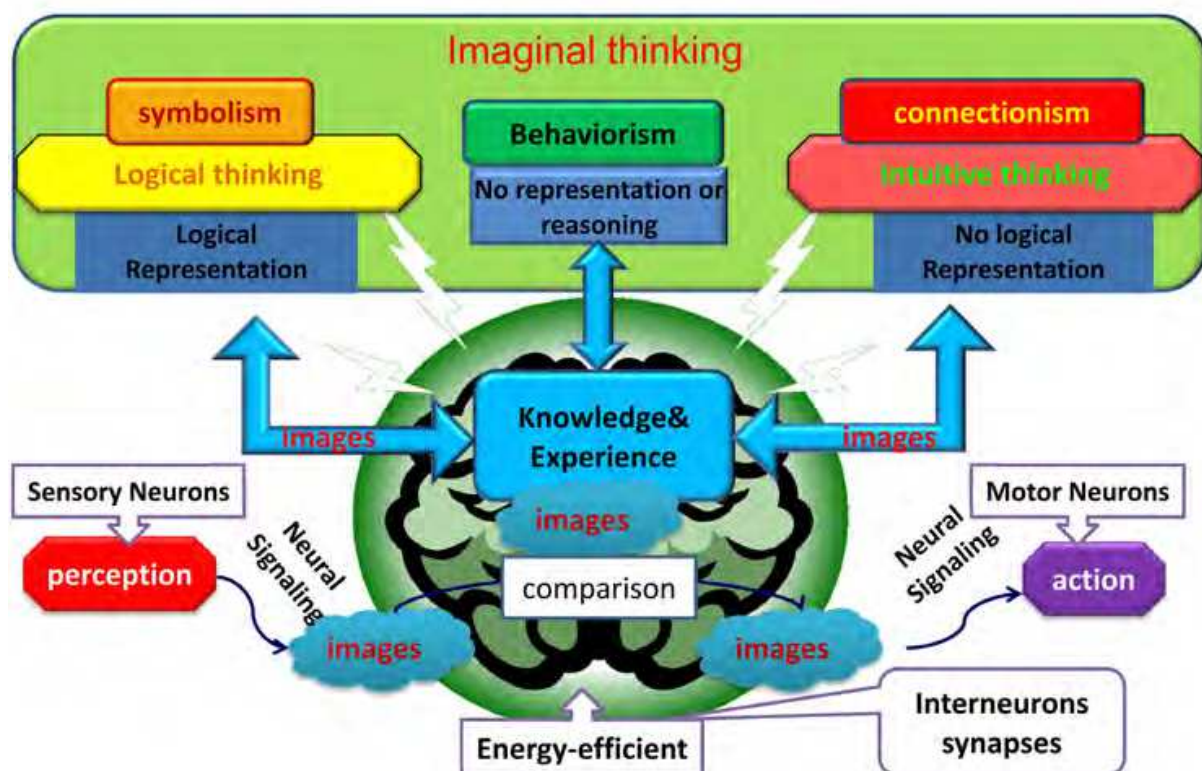 Imaginal thinking
symbolism
Logical thinking
Logical
Representation
Behaviorism
No representation or
reasoning
connectionism
Intuitive thinking
No logical
Representation
images
Knowledge&
Experience
images
images
Sensory Neurons
perception
Neural
Signaling
images
comparison
images
Neural
Signaling
Motor Neurons
action
Energy-efficient
Interneurons
synapses